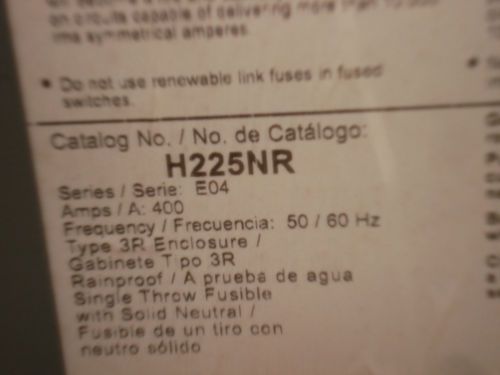 on circuits capable of delivering more than 10,000
rms symmetrical amperes.
• Do not use renewable link fuses in fused
switches.
Catalog No. / No. de Catálogo:
H225NR
Series / Serie: E04
Amps / A: 400
Frequency / Frecuencia: 50 / 60 Hz
Type 3R Enclosure /
Gabinete Tipo 3R
Rainproof / A prueba de agua
Single Throw Fusible
with Solid Neutral /
Fusible de un tiro con
neutro sólido